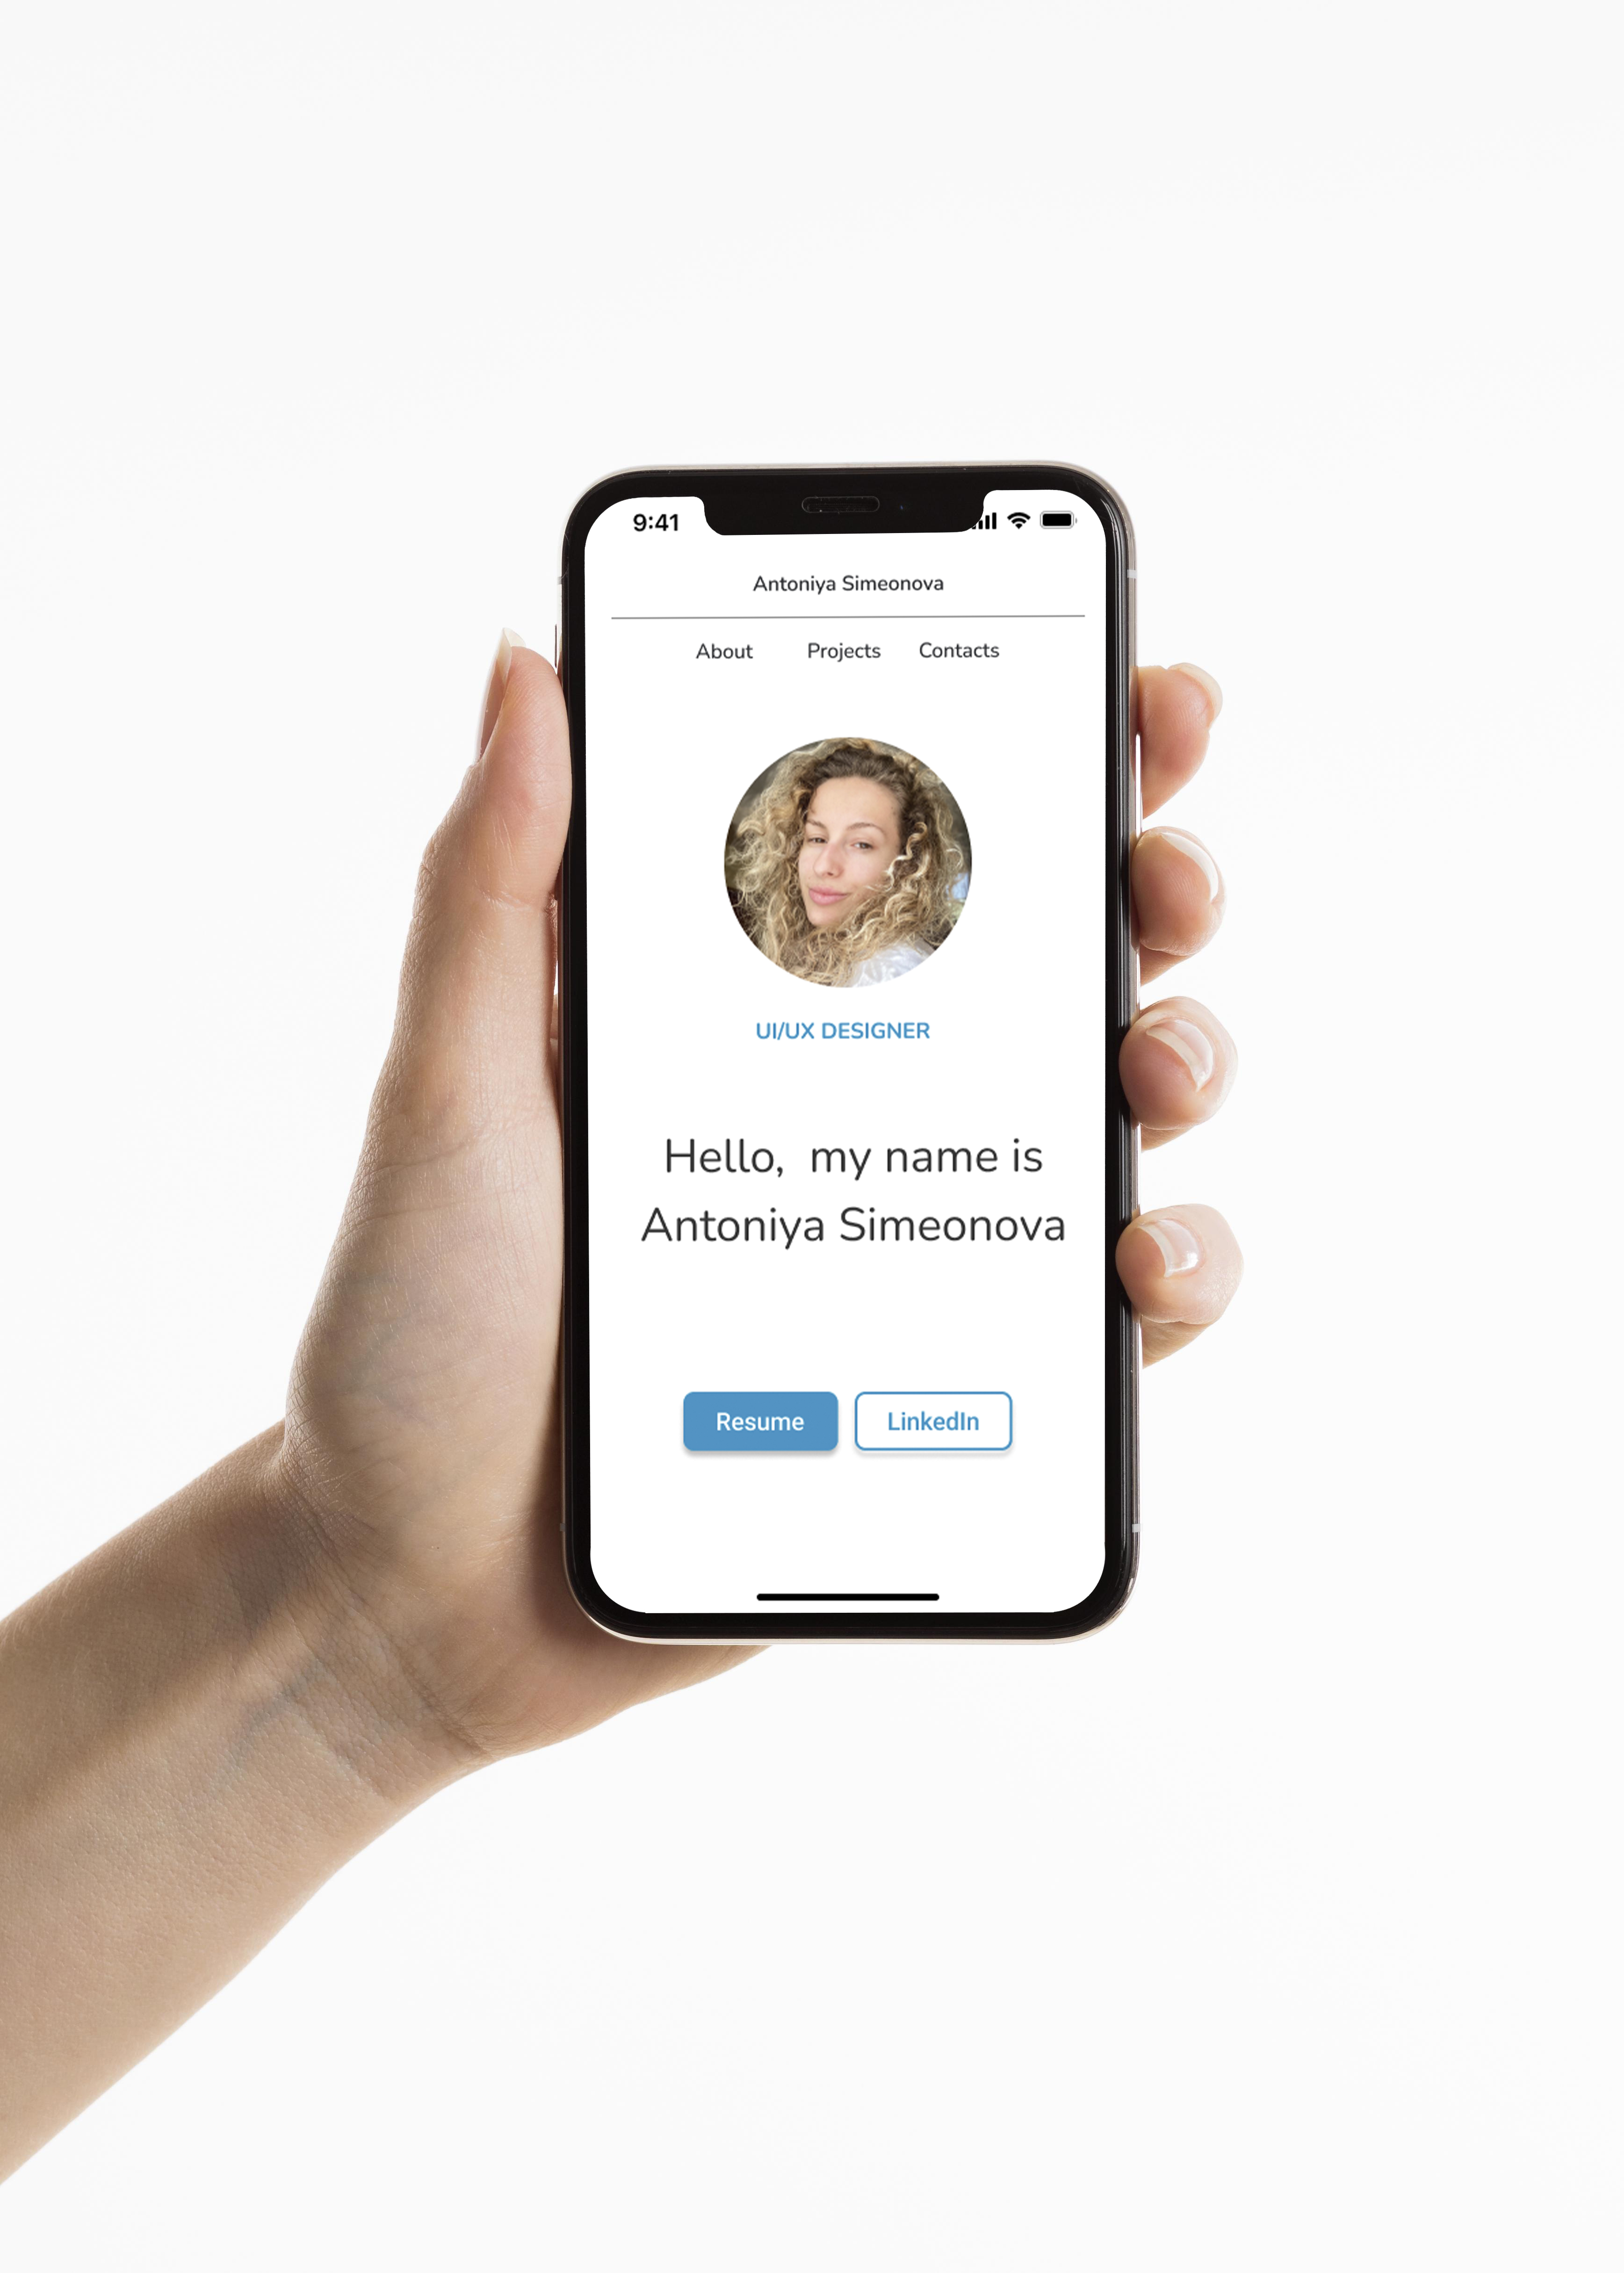 9:41
Antoniya Simeonova
About Projects Contacts
UI/UX DESIGNER
Hello,  my name is
Antoniya Simeonova
Resume LinkedIn